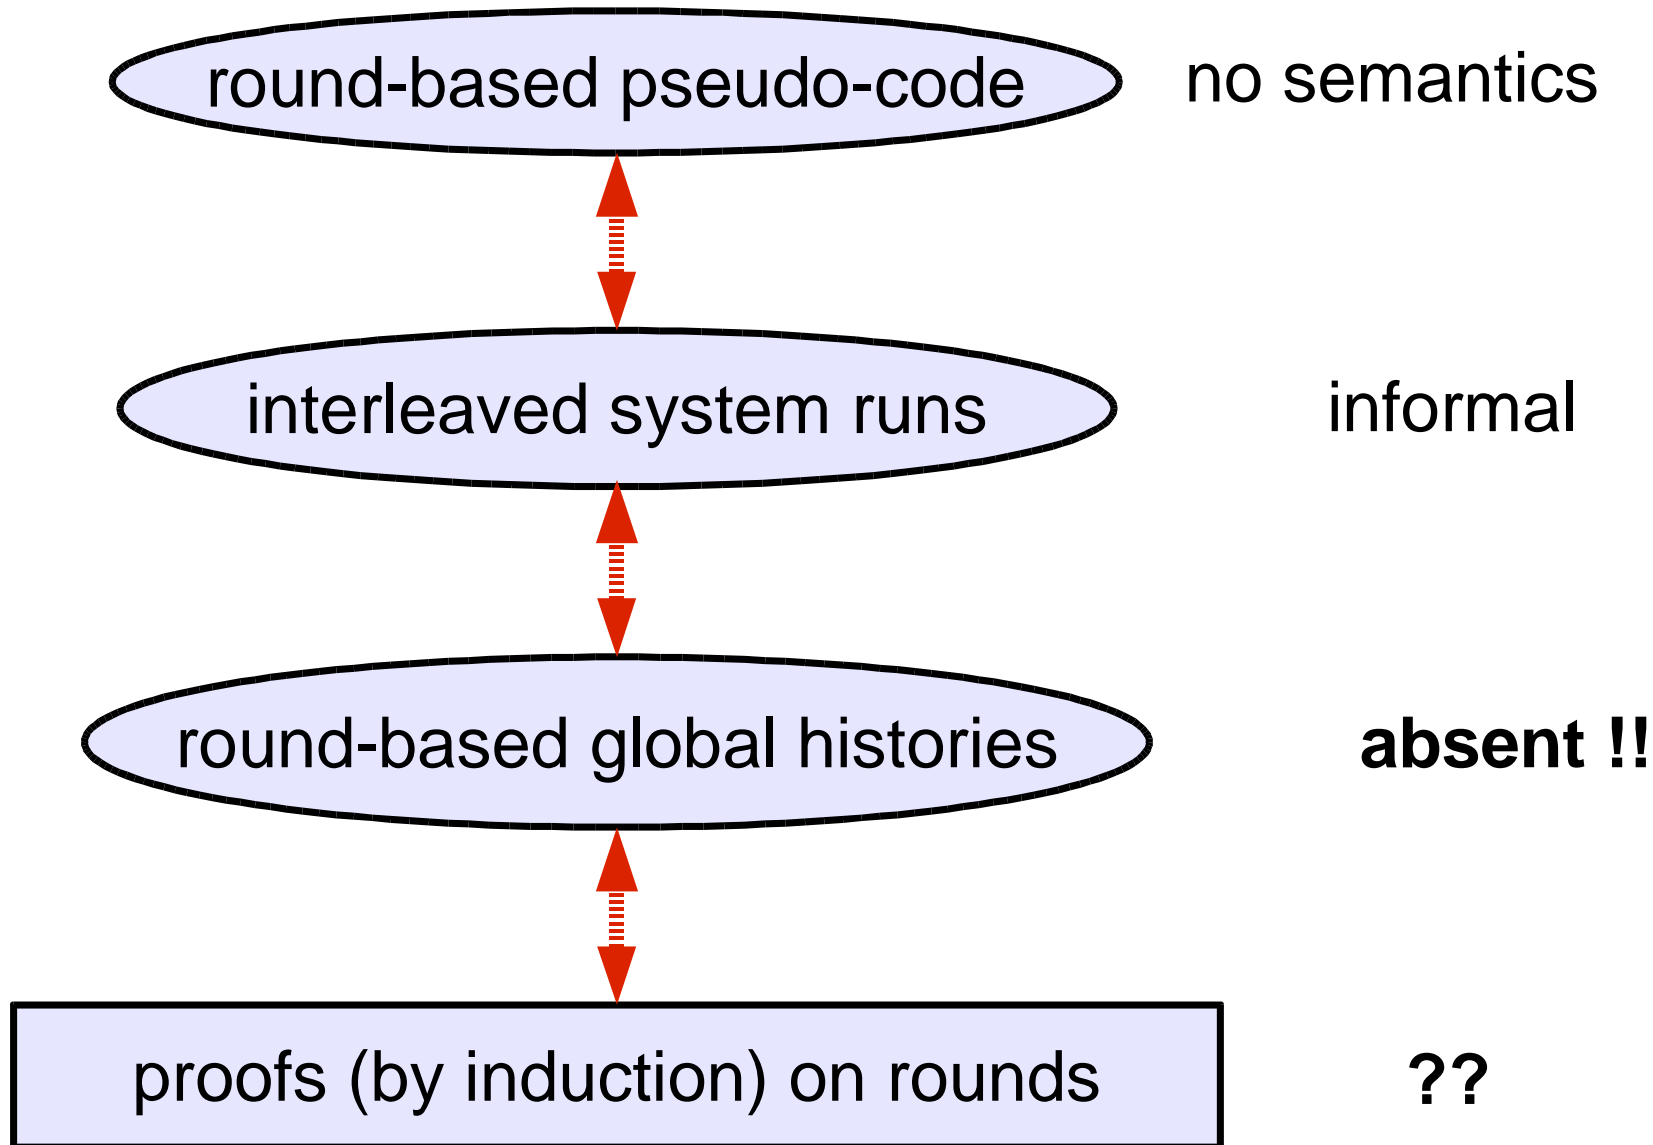 round-based pseudo-code
no semantics
interleaved system runs
informal
round-based global histories
absent !!
proofs (by induction) on rounds
??